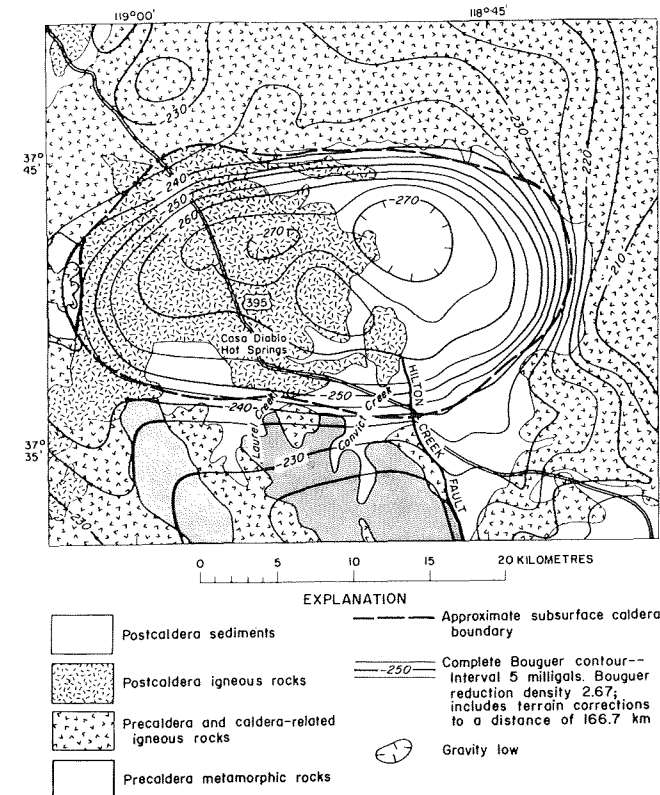 119°00'
118°45'
37°
45'
37°
35'
-230
230
220
210
240
250
260
-270
-270
395
Casa Diablo
Hot Springs
-250
-240
-230
-230
Laurel Creek
Convict Creek
HILTON
CREEK
FAULT
0 5 10 15 20 KILOMETRES
EXPLANATION
Postcaldera sediments
Postcaldera igneous rocks
Precaldera and caldera-related
igneous rocks
Precaldera metamorphic rocks
Approximate subsurface caldera
boundary
-250
Complete Bouguer contour--
Interval 5 milligals. Bouguer
reduction density 2.67;
includes terrain corrections
to a distance of 166.7 km
Gravity low